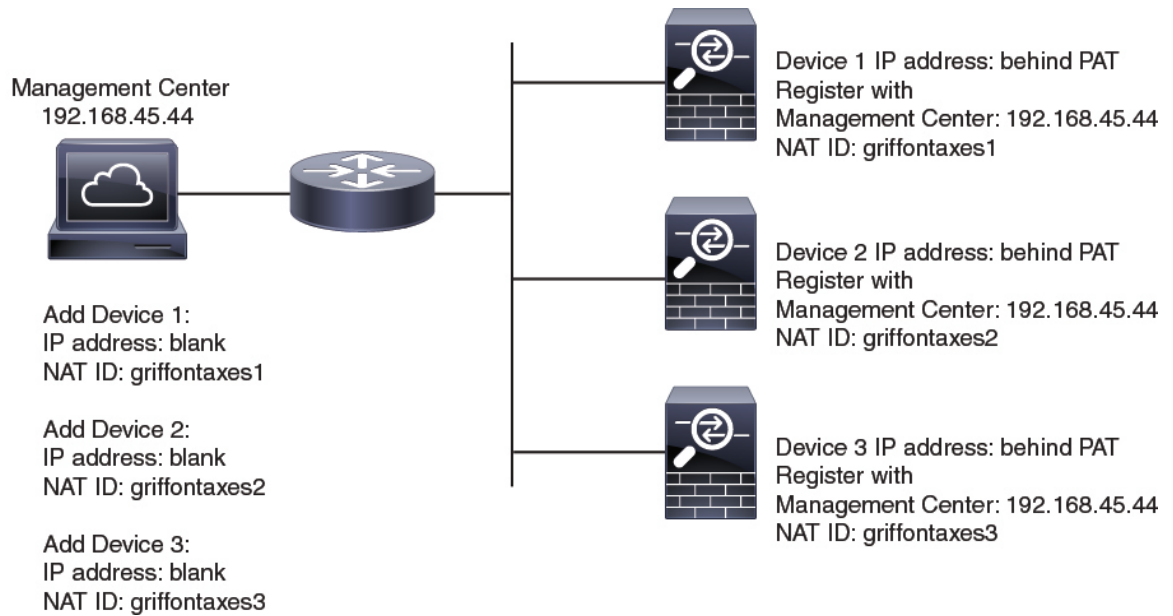 Management Center
192.168.45.44
Add Device 1:
IP address: blank
NAT ID: griffontaxes1
Add Device 2:
IP address: blank
NAT ID: griffontaxes2
Add Device 3:
IP address: blank
NAT ID: griffontaxes3
Device 1 IP address: behind PAT
Register with
Management Center: 192.168.45.44
NAT ID: griffontaxes1
Device 2 IP address: behind PAT
Register with
Management Center: 192.168.45.44
NAT ID: griffontaxes2
Device 3 IP address: behind PAT
Register with
Management Center: 192.168.45.44
NAT ID: griffontaxes3